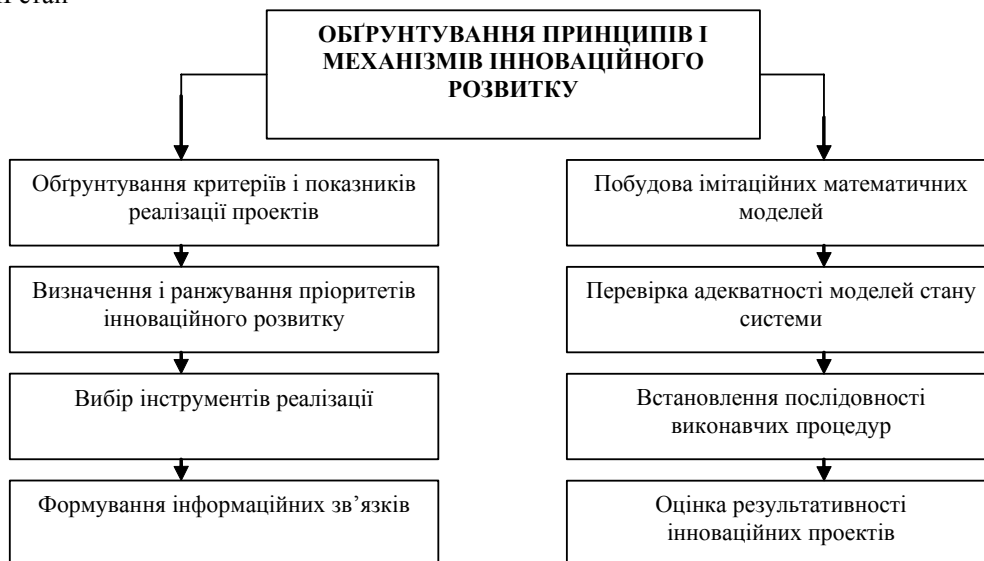 ОБҐРУНТУВАННЯ ПРИНЦИПІВ І
МЕХАНІЗМІВ ІННОВАЦІЙНОГО
РОЗВИТКУ
Обґрунтування критеріїв і показників
реалізації проектів
Визначення і ранжування пріоритетів
інноваційного розвитку
Вибір інструментів реалізації
Формування інформаційних зв’язків
Побудова імітаційних математичних
моделей
Перевірка адекватності моделей стану
системи
Встановлення послідовності
виконавчих процедур
Оцінка результативності
інноваційних проектів